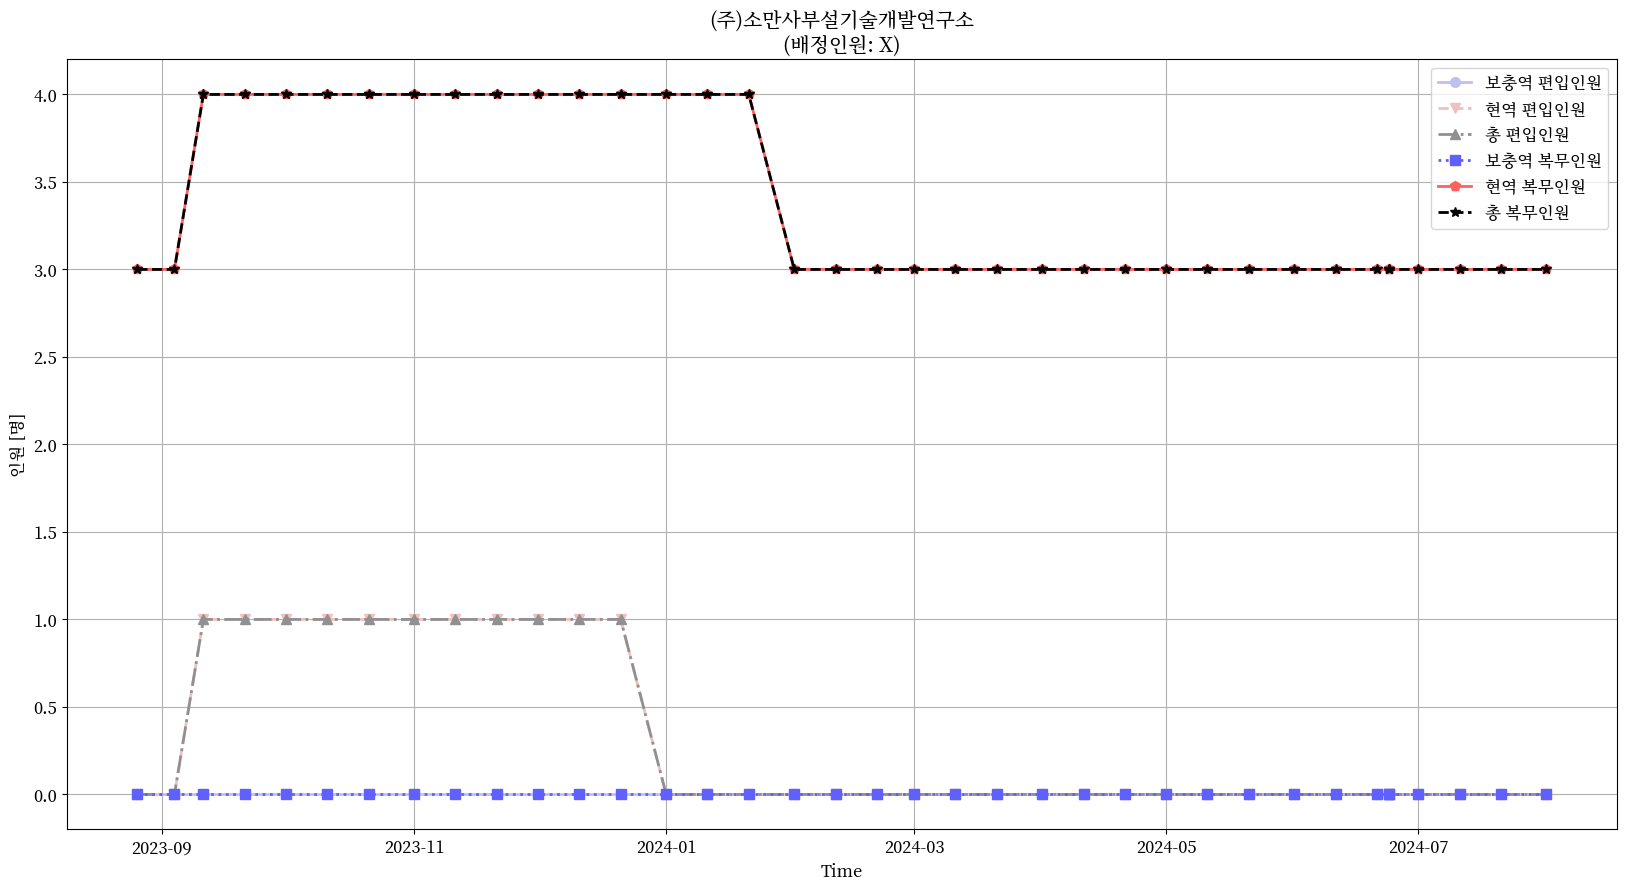 (주)소만사부설기술개발연구소
(배정인원: X)
보충역 편입인원
현역 편입인원
총 편입인원
보충역 복무인원
현역 복무인원
총 복무인원
인원 [명]
4.0
3.5
3.0
2.5
2.0
1.5
1.0
0.5
0.0
2023-09
2023-11
2024-01
2024-03
2024-05
2024-07
Time